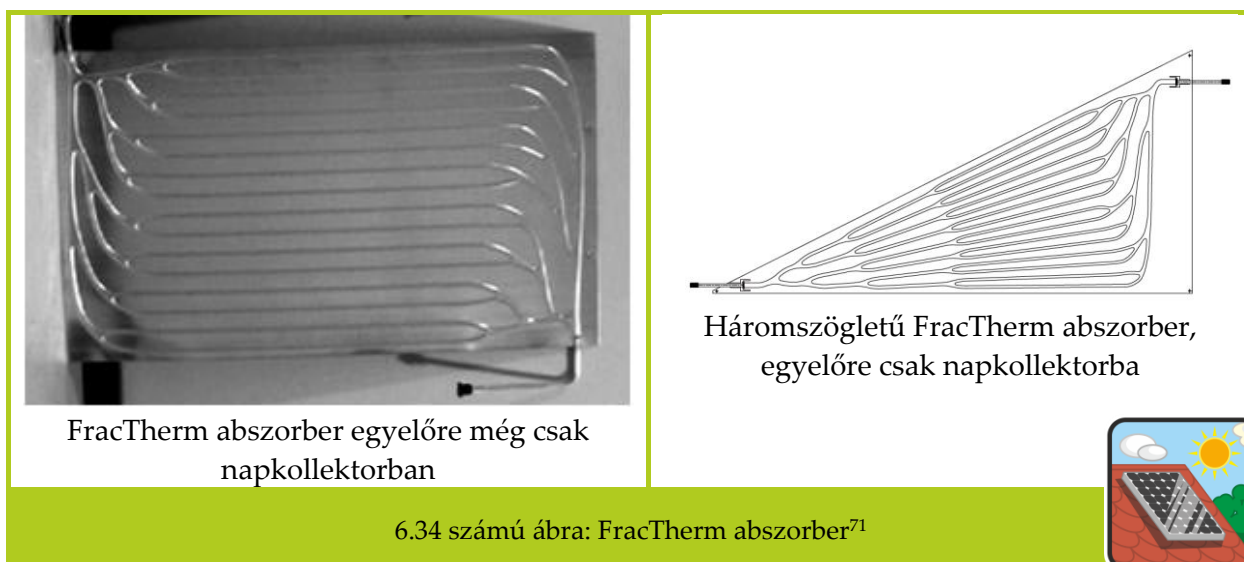 FracTherm abszorber egyelőre még csak
napkollektorban
Háromszögletű FracTherm abszorber,
egyelőre csak napkollektorba
6.34 számú ábra: FracTherm abszorber71